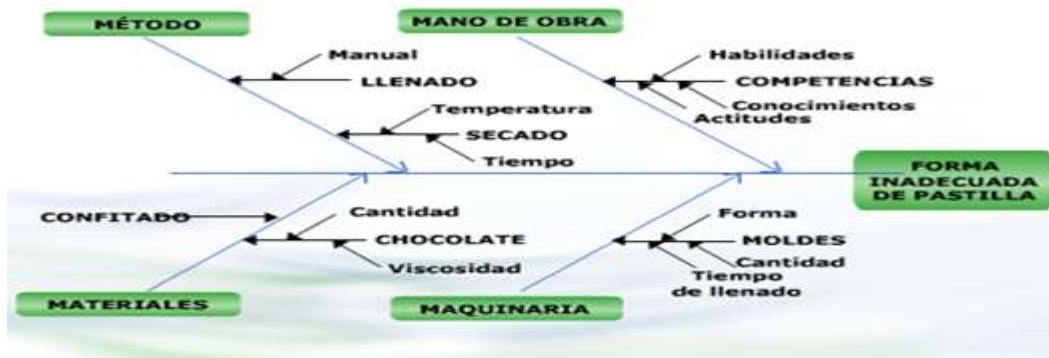 MÉTODO
MANO DE OBRA
Manual
LLENADO
Temperatura
SECADO
Tiempo
Habilidades
COMPETENCIAS
Conocimientos
Actitudes
FORMA
INADECUADA
DE PASTILLA
CONFITADO
Cantidad
CHOCOLATE
Viscosidad
Forma
MOLDES
Cantidad
Tiempo
de llenado
MATERIALES
MAQUINARIA